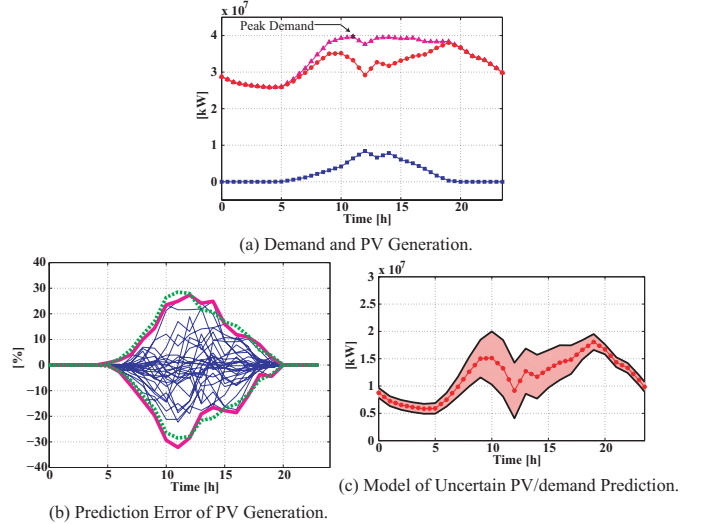 x 10^7
Peak Demand
4
3
2
1
0
[kW]
0 5 10 15 20
Time [h]
(a) Demand and PV Generation.
40
30
20
10
0
−10
−20
−30
−40
[%]
0 5 10 15 20
Time [h]
(b) Prediction Error of PV Generation.
x 10^7
3
2.5
2
1.5
1
0.5
0
[kW]
0 5 10 15 20
Time [h]
(c) Model of Uncertain PV/demand Prediction.